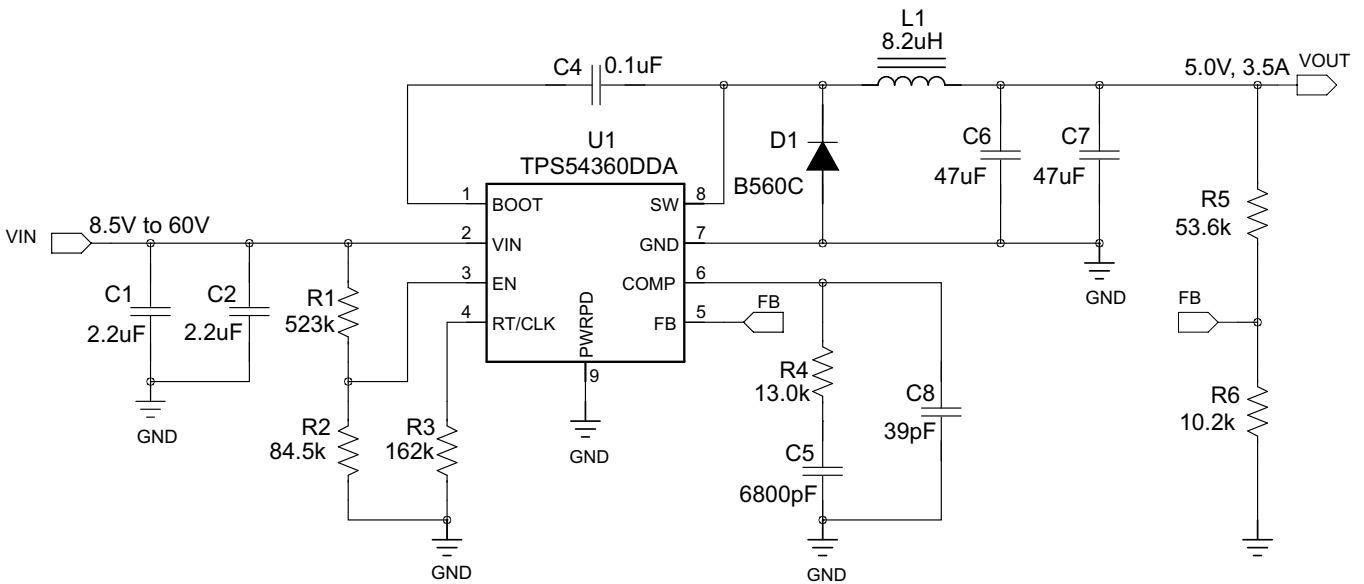 L1
8.2uH
C4
0.1uF
5.0V, 3.5A
VOUT
U1
TPS54360DDA
D1
B560C
C6
47uF
C7
47uF
1
BOOT
SW
8
VIN
8.5V to 60V
2
VIN
GND
7
R5
53.6k
3
EN
COMP
6
GND
C1
2.2uF
C2
2.2uF
R1
523k
4
RT/CLK
PWRPD
FB
5
FB
FB
9
R4
13.0k
C8
39pF
R6
10.2k
GND
R2
84.5k
R3
162k
GND
C5
6800pF
GND
GND